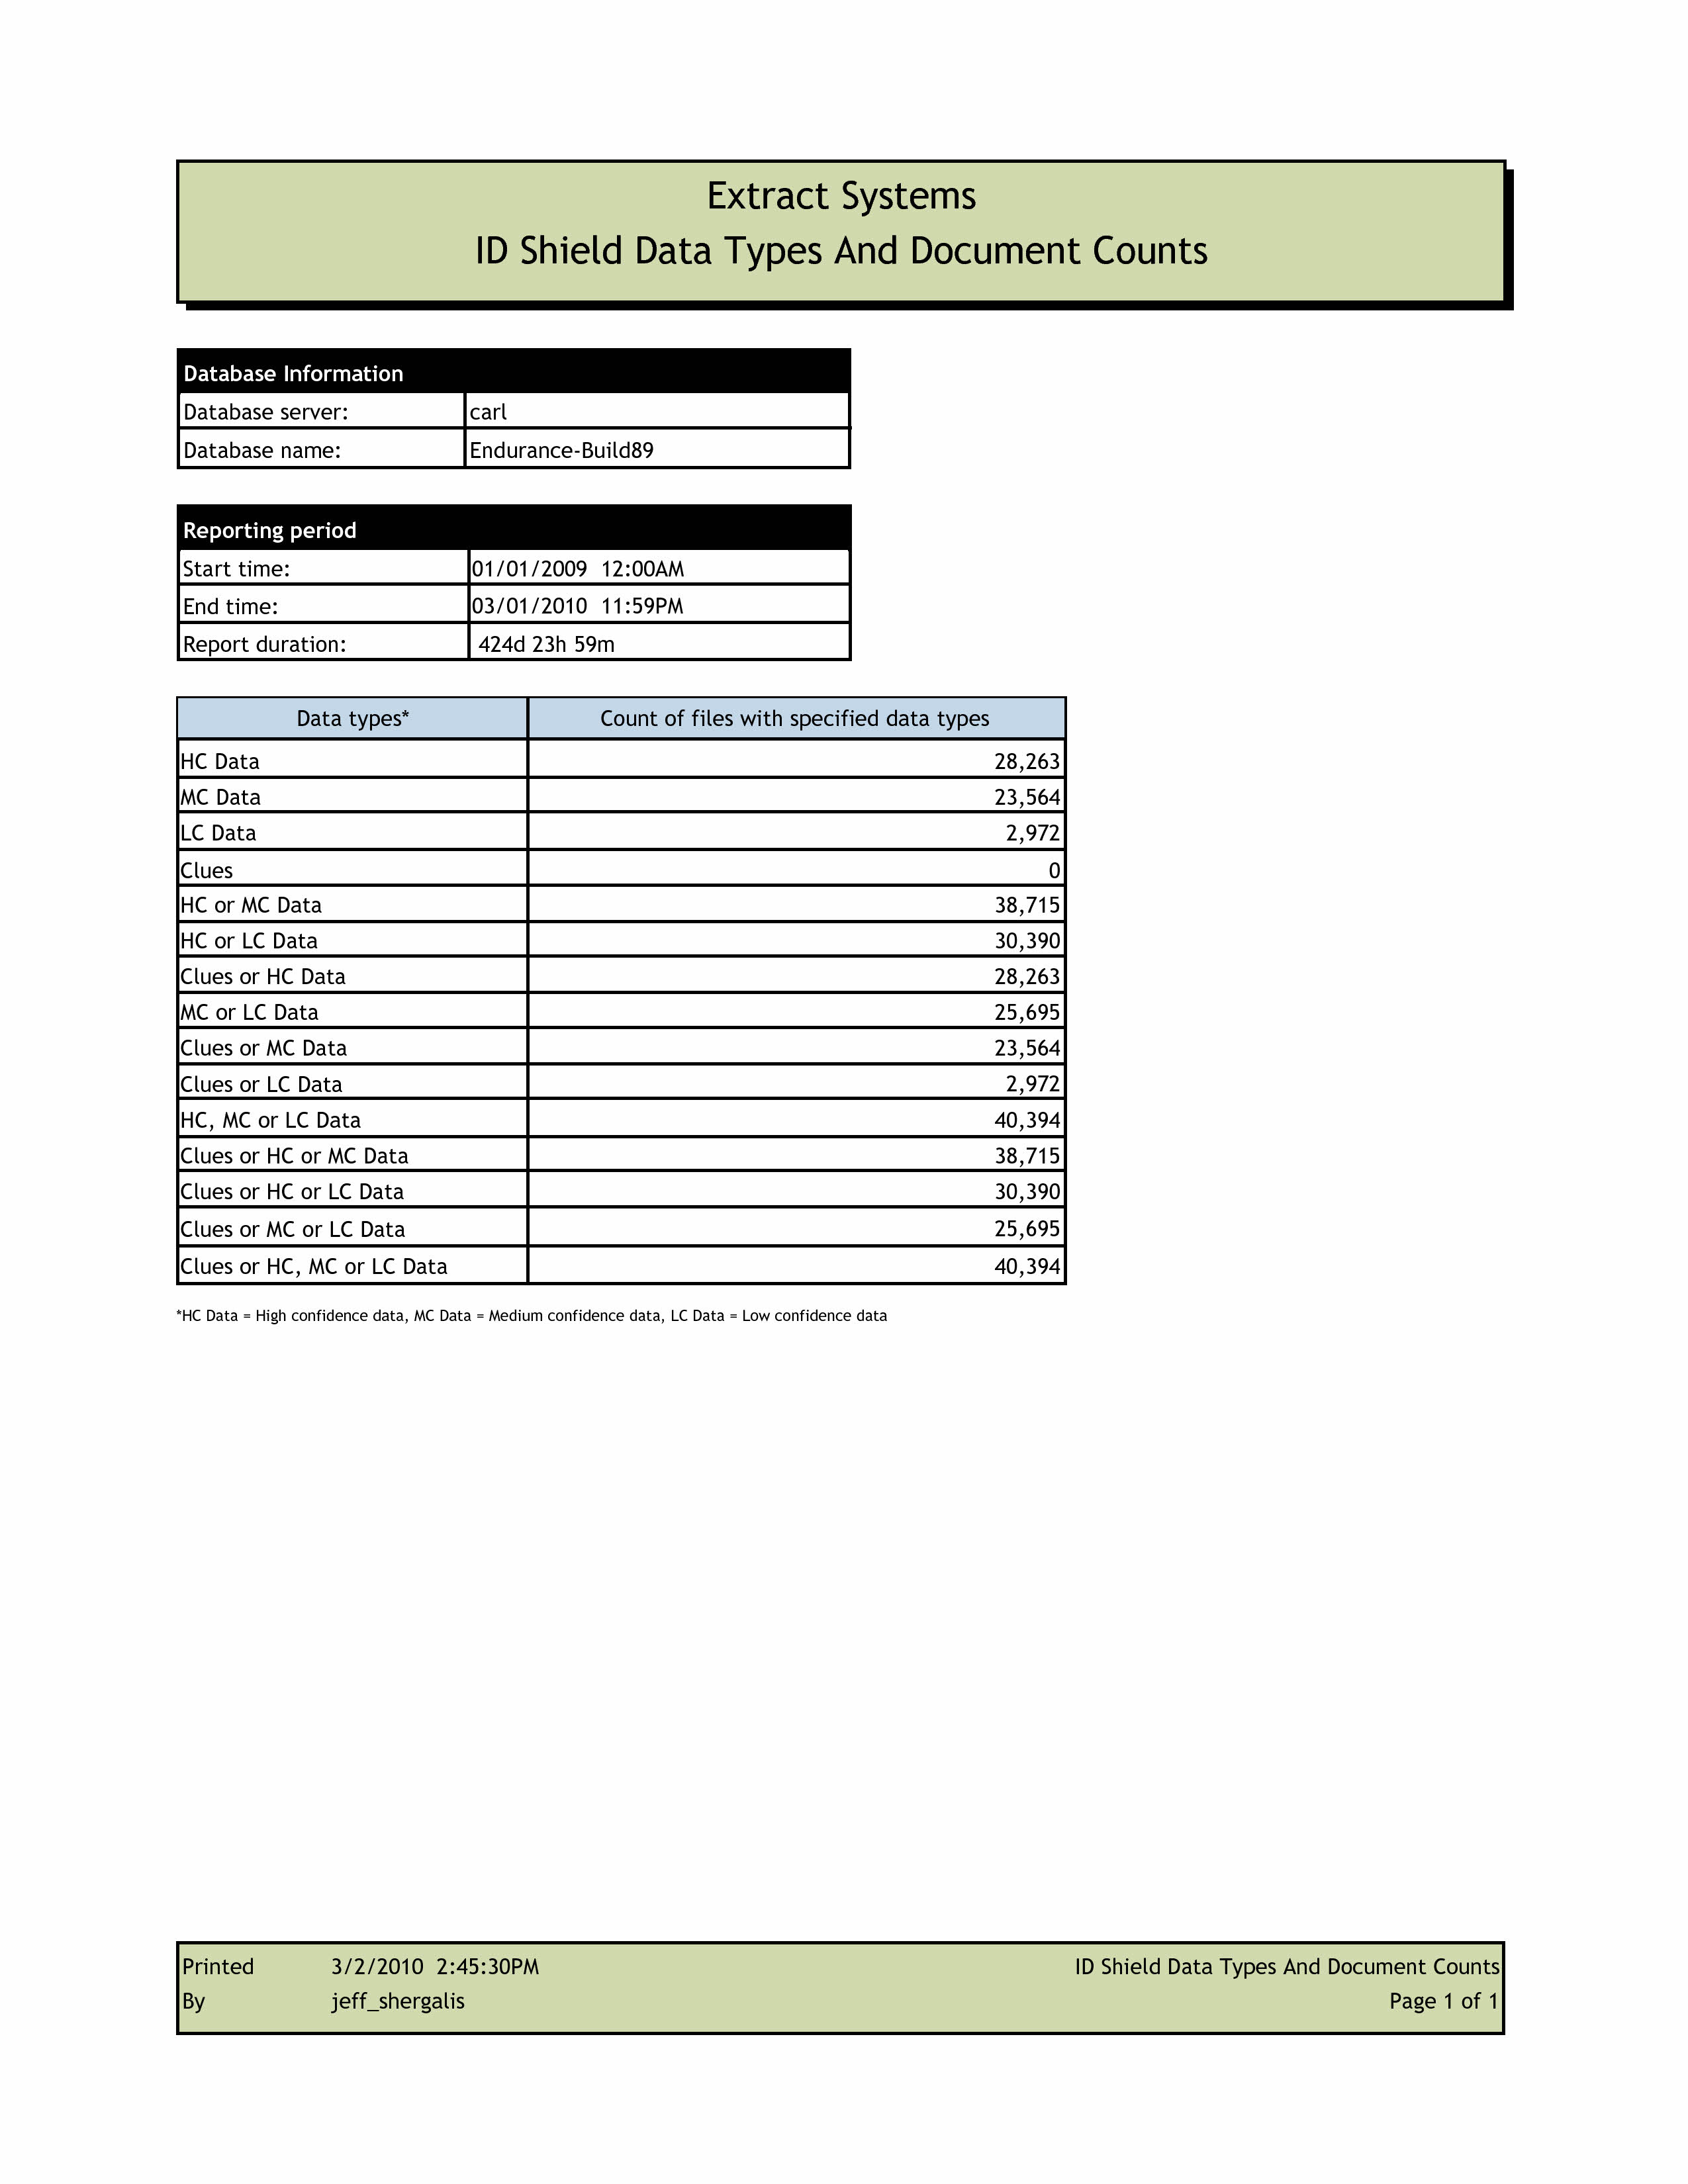 Extract Systems
ID Shield Data Types And Document Counts
Database Information
Database server: carl
Database name: Endurance-Build89
Reporting period
Start time: 01/01/2009 12:00AM
End time: 03/01/2010 11:59PM
Report duration: 424d 23h 59m
Data types* Count of files with specified data types
HC Data 28,263
MC Data 23,564
LC Data 2,972
Clues 0
HC or MC Data 38,715
HC or LC Data 30,390
Clues or HC Data 28,263
MC or LC Data 25,695
Clues or MC Data 23,564
Clues or LC Data 2,972
HC, MC or LC Data 40,394
Clues or HC or MC Data 38,715
Clues or HC or LC Data 30,390
Clues or MC or LC Data 25,695
Clues or HC, MC or LC Data 40,394
*HC Data = High confidence data, MC Data = Medium confidence data, LC Data = Low confidence data
Printed 3/2/2010 2:45:30PM ID Shield Data Types And Document Counts
By jeff_shergalis Page 1 of 1